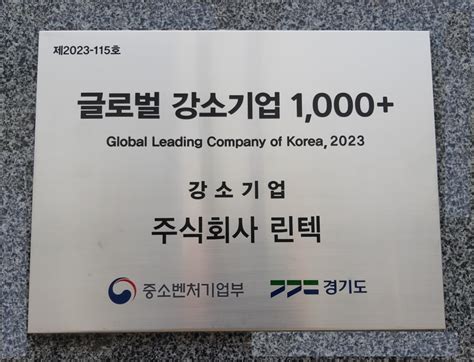 제2023-115호
글로벌 강소기업 1,000+
Global Leading Company of Korea, 2023
강소기업
주식회사 린텍
중소벤처기업부 경기도